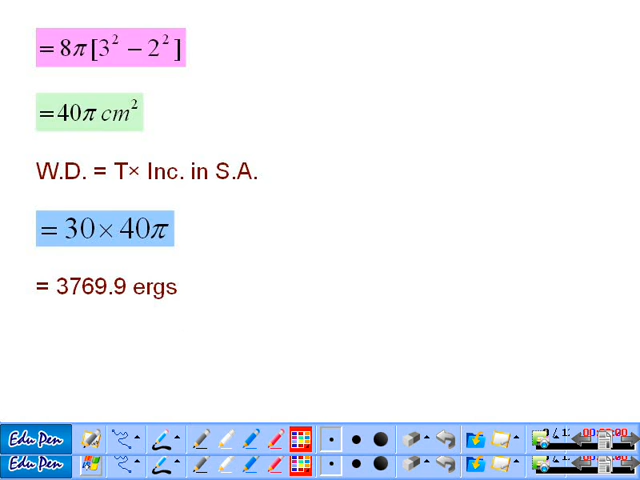 = 8π [3² − 2²]
= 40π cm²
W.D. = T× Inc. in S.A.
= 30 × 40π
= 3769.9 ergs
Edu Pen
Edu Pen